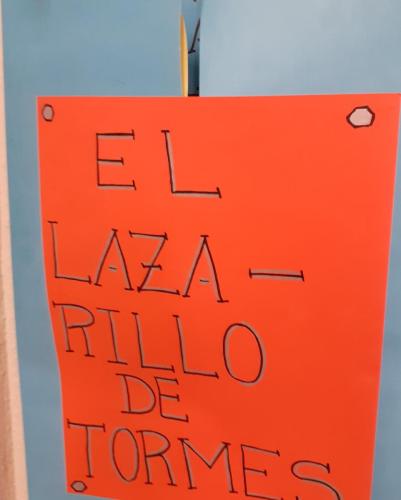 EL
LAZA-
RILLO
DE
TORMES